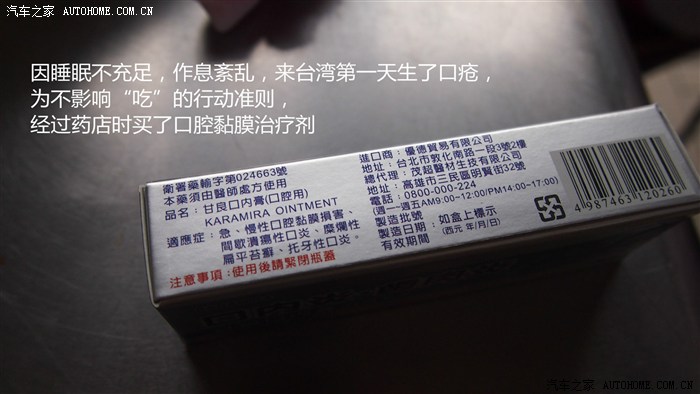 汽车之家 AUTOHOME.COM.CN
因睡眠不充足，作息紊乱，来台湾第一天生了口疮，
为不影响“吃”的行动准则，
经过药店时买了口腔黏膜治疗剂
衛署藥輸字第024663號
本藥須由醫師處方使用
品名：甘良口內膏(口腔用)
KARAMIRA OINTMENT
適應症：急、慢性口腔黏膜損害、
間歇潰瘍性口炎、糜爛性
扁平苔癬、托牙性口炎。
注意事項：使用後請緊閉瓶蓋
進口商：優德貿易有限公司
地址：台北市敦化南路一段3號2樓
總代理：茂超醫材生技有限公司
地址：高雄市三民區明賢街32號
電話：0800-000-224
(週一~週五AM9:00~12:00/PM14:00~17:00)
製造批號：如盒上標示
製造日期：(西元 年/月/日)
有效期間
4987463120260
汽车之家 AUTOHOME.COM.CN